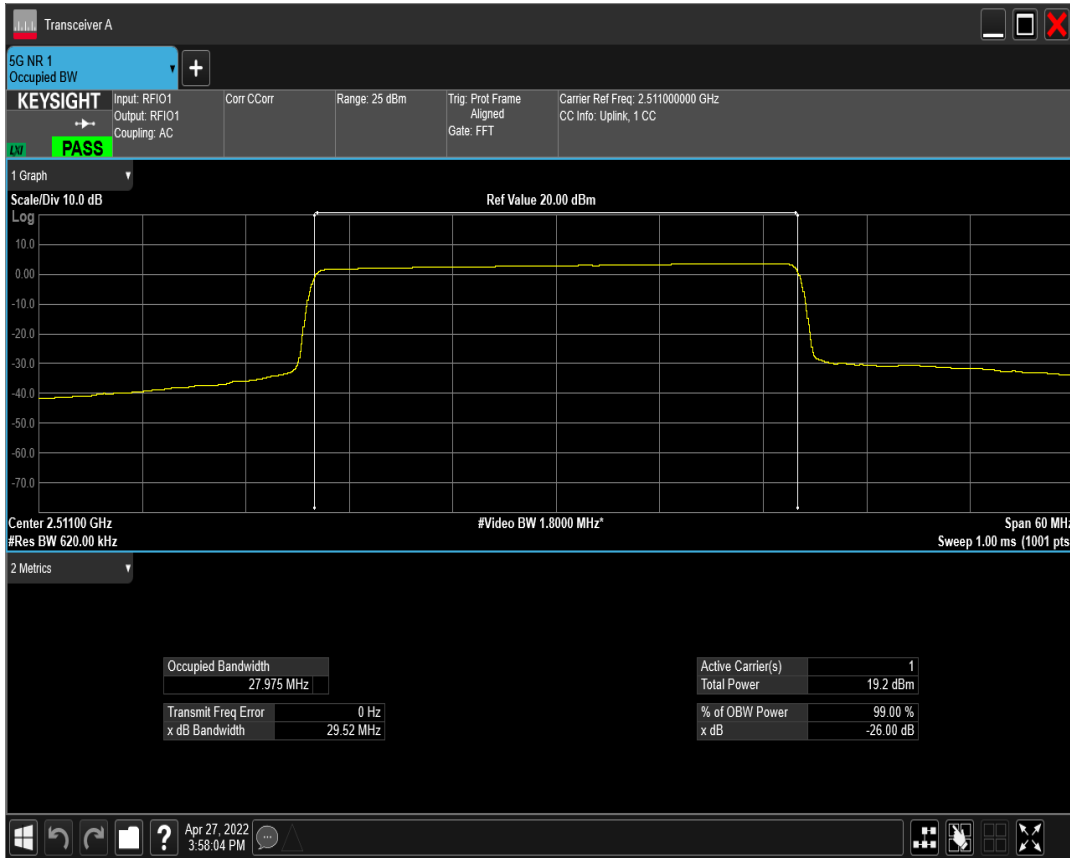 Transceiver A
5G NR 1
Occupied BW
KEYSIGHT
LXI
PASS
Input: RFIO1
Output: RFIO1
Coupling: AC
Corr CCorr
Range: 25 dBm
Trig: Prot Frame
Aligned
Gate: FFT
Carrier Ref Freq: 2.511000000 GHz
CC Info: Uplink, 1 CC
1 Graph
Scale/Div 10.0 dB
Ref Value 20.00 dBm
Log
10.0
0.00
-10.0
-20.0
-30.0
-40.0
-50.0
-60.0
-70.0
Center 2.51100 GHz
#Video BW 1.8000 MHz*
Span 60 MHz
#Res BW 620.00 kHz
Sweep 1.00 ms (1001 pts
2 Metrics
Occupied Bandwidth
27.975 MHz
Transmit Freq Error 0 Hz
x dB Bandwidth 29.52 MHz
Active Carrier(s) 1
Total Power 19.2 dBm
% of OBW Power 99.00 %
x dB -26.00 dB
?
Apr 27, 2022
3:58:04 PM